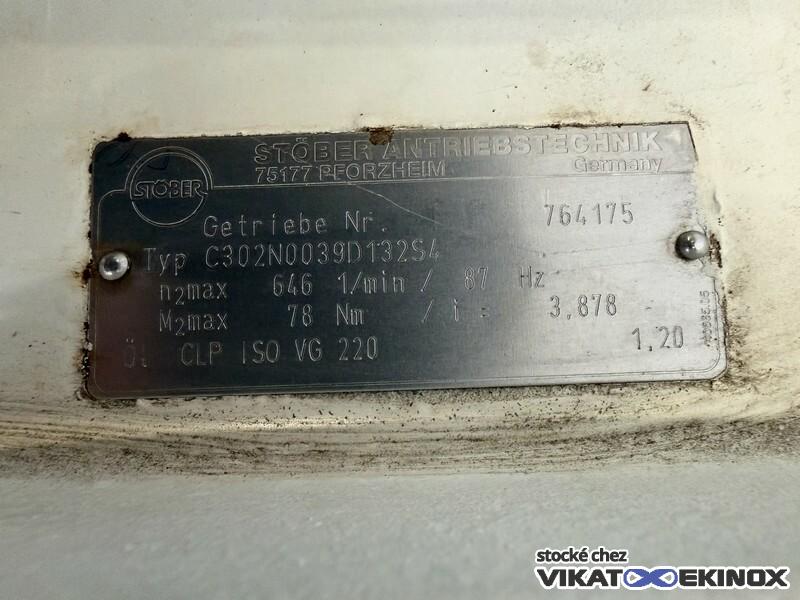 STÖBER
STÖBER ANTRIEBSTECHNIK
75177 PFORZHEIM Germany
Getriebe Nr. 764175
Typ C302N0039D132S4
n2max 646 1/min / 87 Hz
M2max 78 Nm / i = 3,878
CLP ISO VG 220 1,20
stocké chez
VIKAT EKINOX